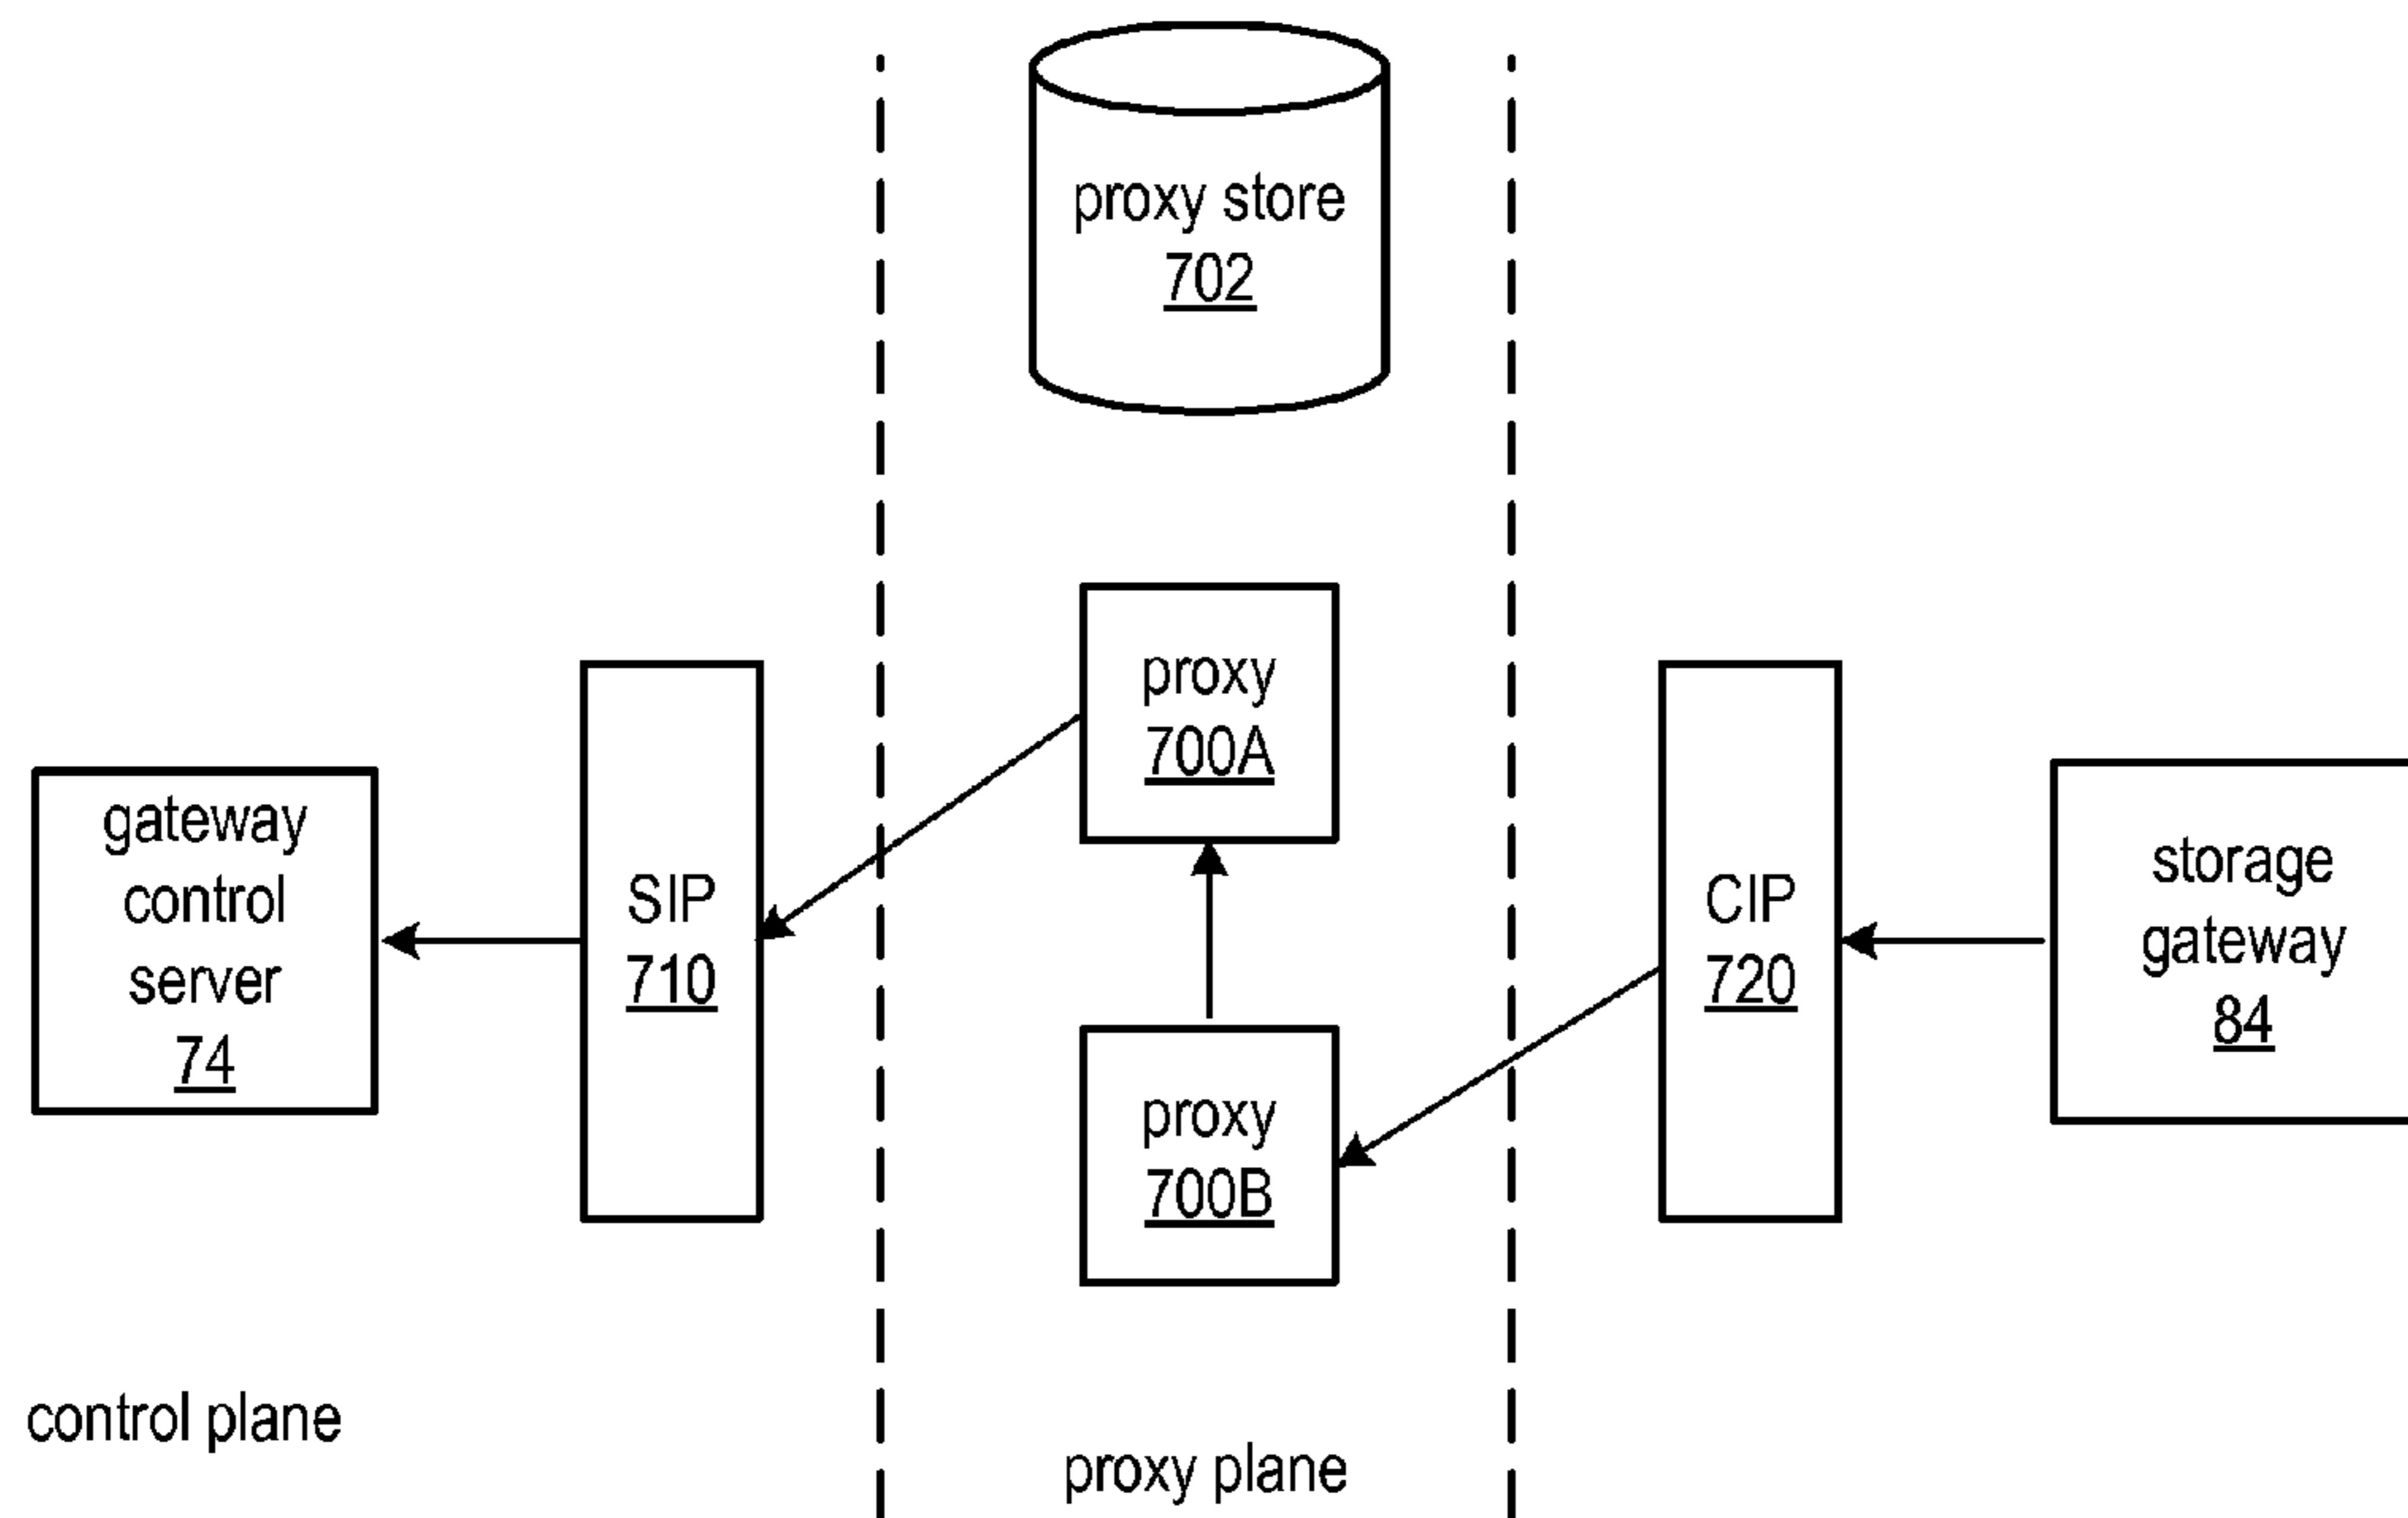 proxy store
702
proxy
700A
gateway
control
server
74
SIP
710
CIP
720
storage
gateway
84
proxy
700B
control plane
proxy plane